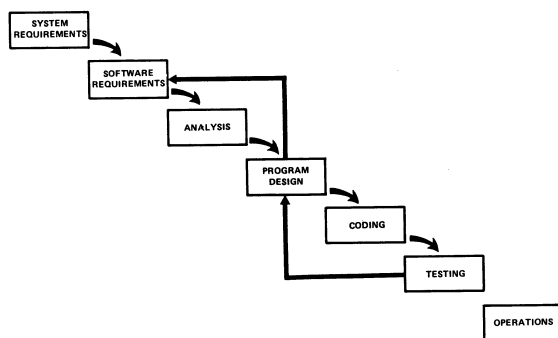 SYSTEM
REQUIREMENTS
SOFTWARE
REQUIREMENTS
ANALYSIS
PROGRAM
DESIGN
CODING
TESTING
OPERATIONS